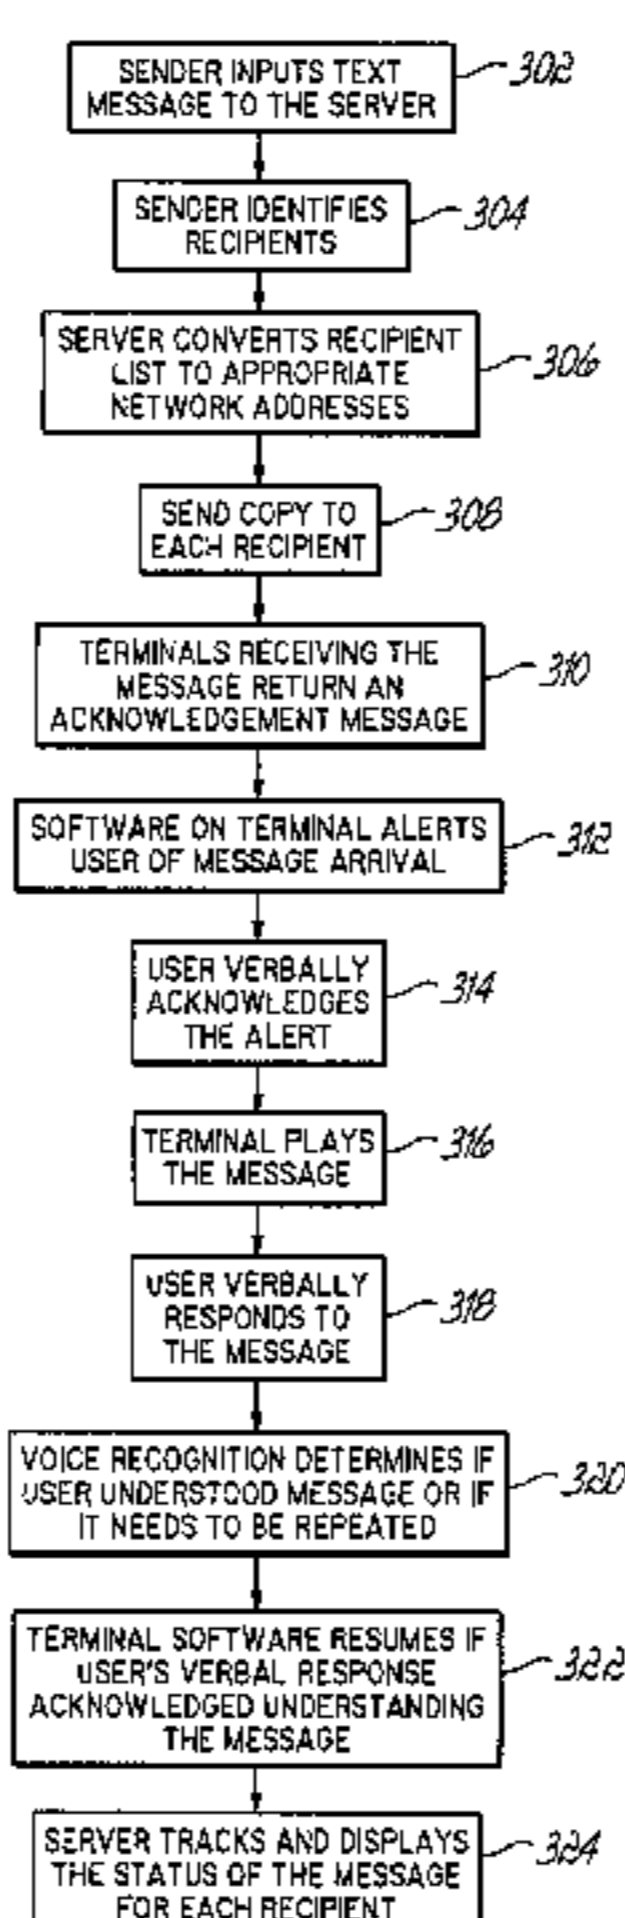 SENDER INPUTS TEXT
MESSAGE TO THE SERVER
302
SENDER IDENTIFIES
RECIPIENTS
304
SERVER CONVERTS RECIPIENT
LIST TO APPROPRIATE
NETWORK ADDRESSES
306
SEND COPY TO
EACH RECIPIENT
308
TERMINALS RECEIVING THE
MESSAGE RETURN AN
ACKNOWLEDGEMENT MESSAGE
310
SOFTWARE ON TERMINAL ALERTS
USER OF MESSAGE ARRIVAL
312
USER VERBALLY
ACKNOWLEDGES
THE ALERT
314
TERMINAL PLAYS
THE MESSAGE
316
USER VERBALLY
RESPONDS TO
THE MESSAGE
318
VOICE RECOGNITION DETERMINES IF
USER UNDERSTOOD MESSAGE OR IF
IT NEEDS TO BE REPEATED
320
TERMINAL SOFTWARE RESUMES IF
USER'S VERBAL RESPONSE
ACKNOWLEDGED UNDERSTANDING
THE MESSAGE
322
SERVER TRACKS AND DISPLAYS
THE STATUS OF THE MESSAGE
FOR EACH RECIPIENT
324